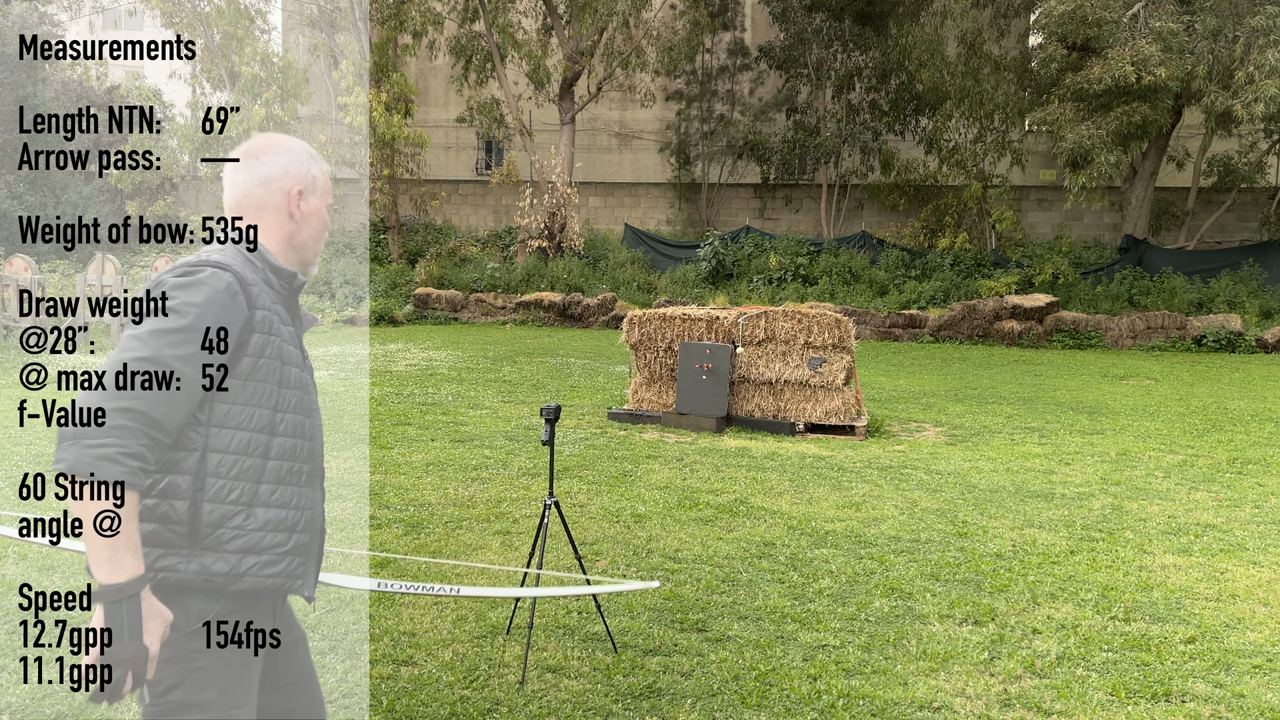 Measurements
Length NTN: 69”
Arrow pass: —
Weight of bow: 535g
Draw weight
@28”: 48
@ max draw: 52
f-Value
60 String
angle @
Speed
12.7gpp 154fps
11.1gpp
BOWMAN